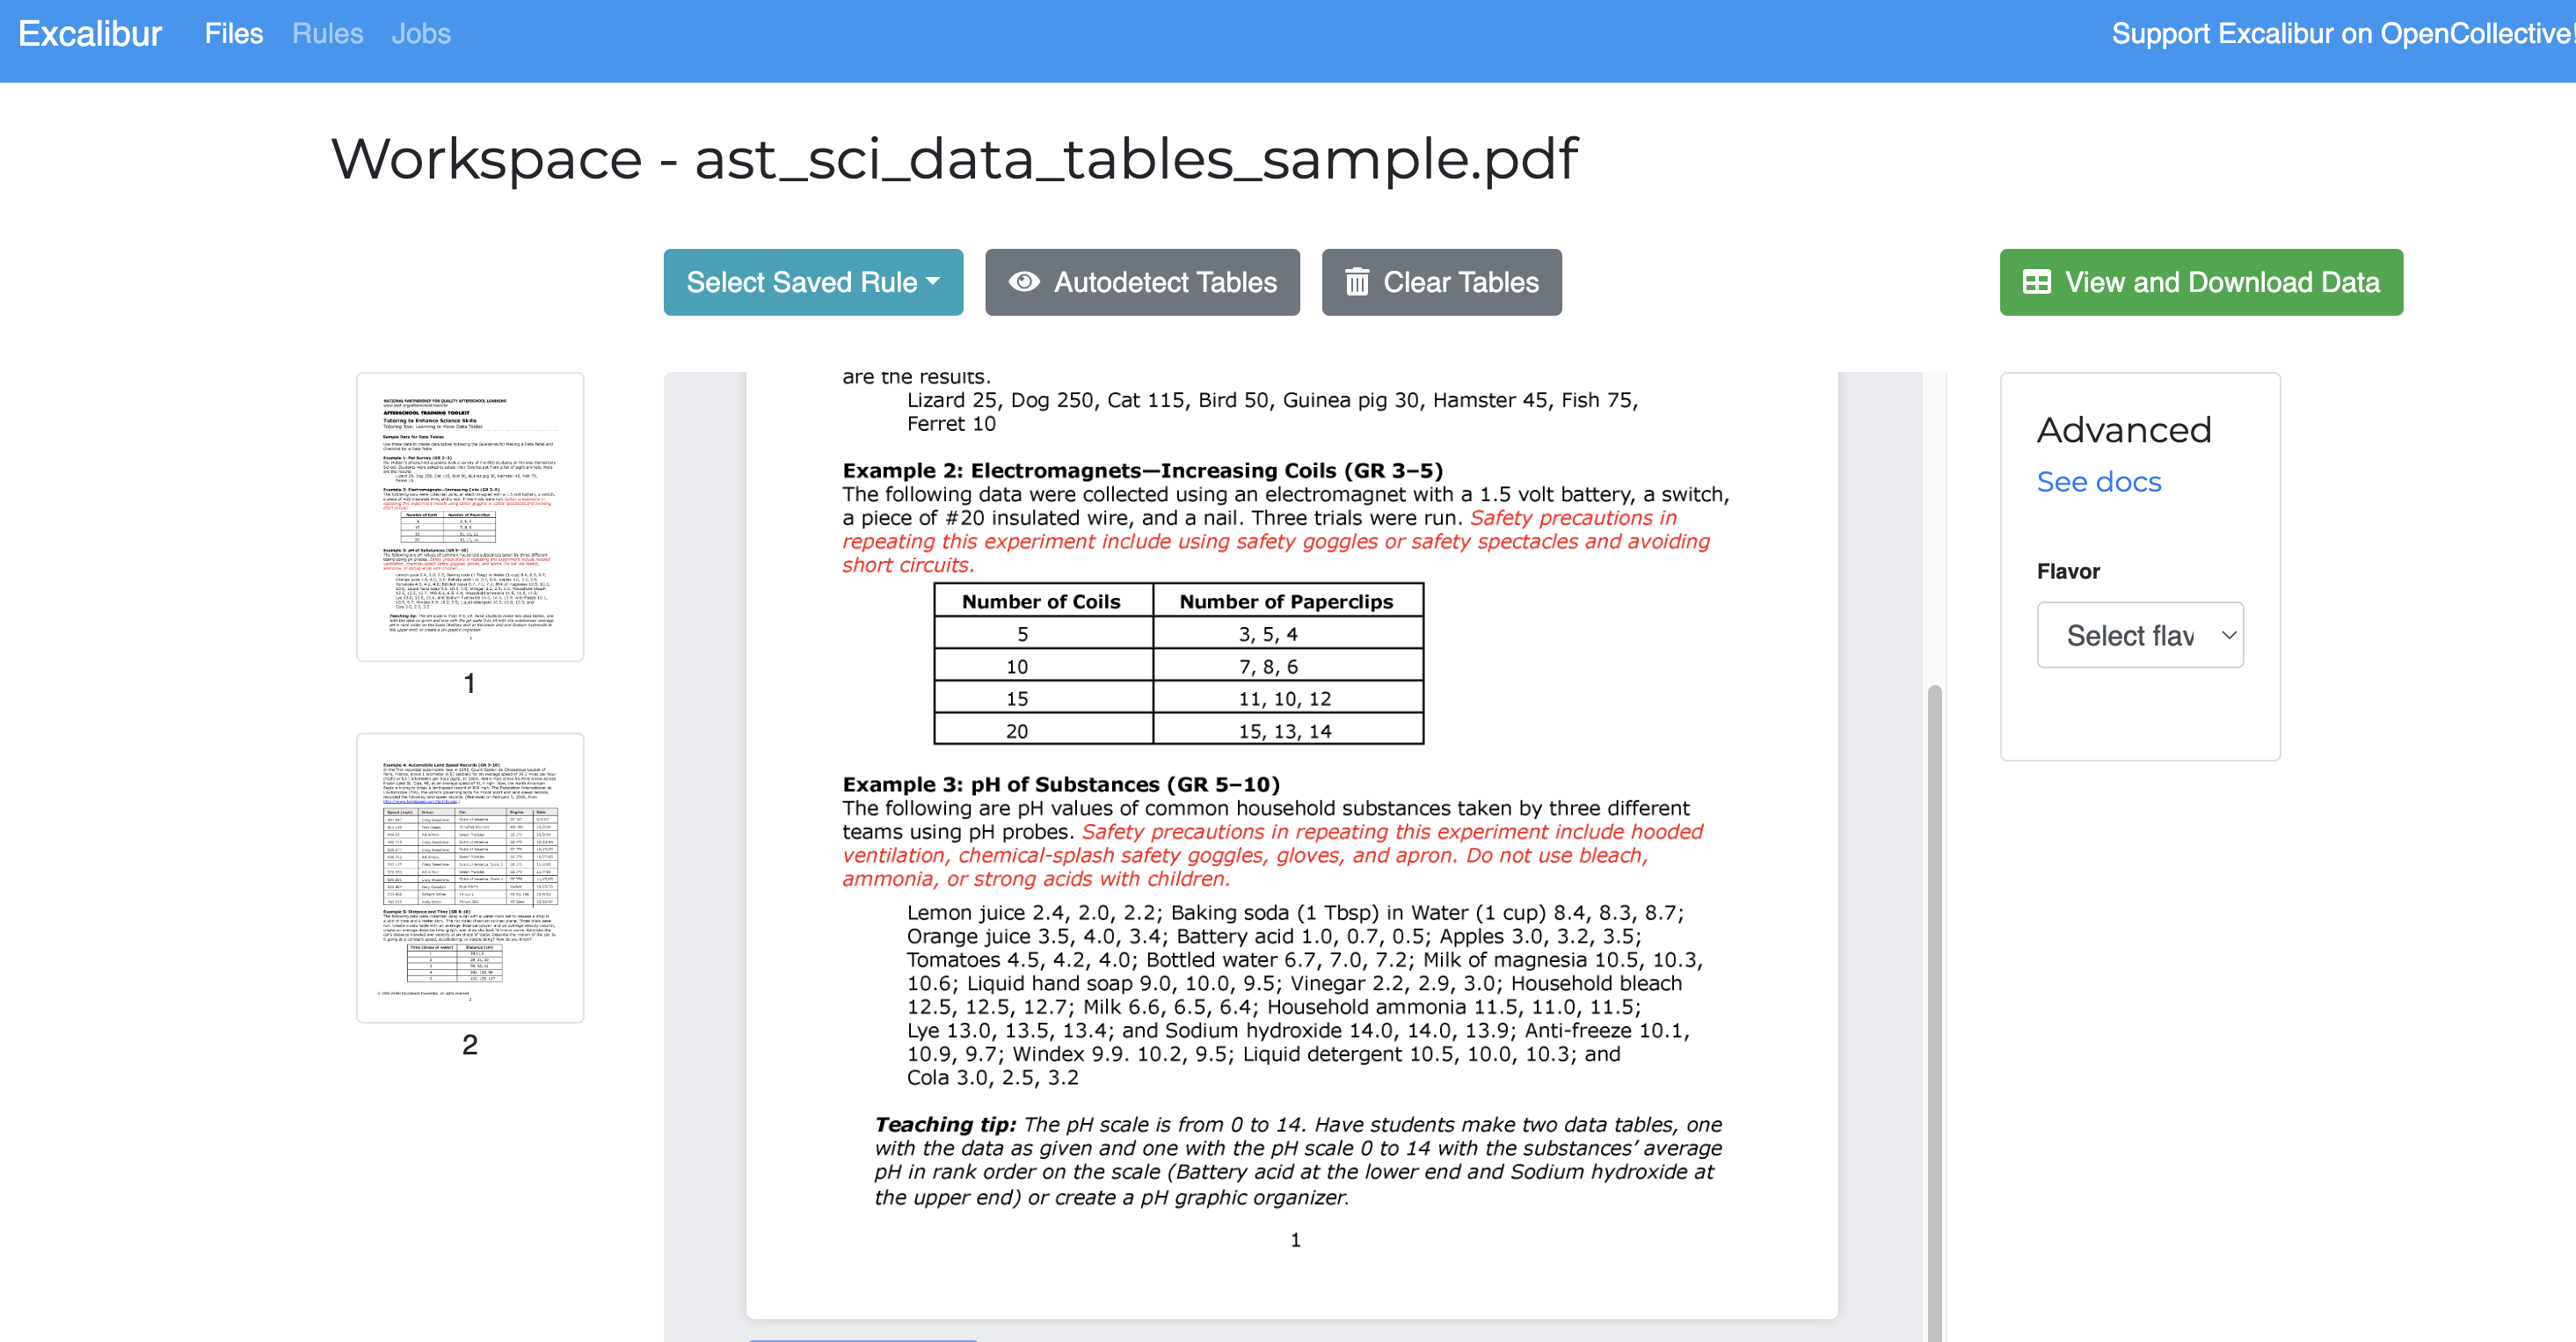 Excalibur Files Rules Jobs Support Excalibur on OpenCollective!
Workspace - ast_sci_data_tables_sample.pdf
Select Saved Rule Autodetect Tables Clear Tables View and Download Data
1
2
are the results.
Lizard 25, Dog 250, Cat 115, Bird 50, Guinea pig 30, Hamster 45, Fish 75,
Ferret 10
Example 2: Electromagnets—Increasing Coils (GR 3–5)
The following data were collected using an electromagnet with a 1.5 volt battery, a switch,
a piece of #20 insulated wire, and a nail. Three trials were run. Safety precautions in
repeating this experiment include using safety goggles or safety spectacles and avoiding
short circuits.
Number of Coils Number of Paperclips
5 3, 5, 4
10 7, 8, 6
15 11, 10, 12
20 15, 13, 14
Example 3: pH of Substances (GR 5–10)
The following are pH values of common household substances taken by three different
teams using pH probes. Safety precautions in repeating this experiment include hooded
ventilation, chemical-splash safety goggles, gloves, and apron. Do not use bleach,
ammonia, or strong acids with children.
Lemon juice 2.4, 2.0, 2.2; Baking soda (1 Tbsp) in Water (1 cup) 8.4, 8.3, 8.7;
Orange juice 3.5, 4.0, 3.4; Battery acid 1.0, 0.7, 0.5; Apples 3.0, 3.2, 3.5;
Tomatoes 4.5, 4.2, 4.0; Bottled water 6.7, 7.0, 7.2; Milk of magnesia 10.5, 10.3,
10.6; Liquid hand soap 9.0, 10.0, 9.5; Vinegar 2.2, 2.9, 3.0; Household bleach
12.5, 12.5, 12.7; Milk 6.6, 6.5, 6.4; Household ammonia 11.5, 11.0, 11.5;
Lye 13.0, 13.5, 13.4; and Sodium hydroxide 14.0, 14.0, 13.9; Anti-freeze 10.1,
10.9, 9.7; Windex 9.9. 10.2, 9.5; Liquid detergent 10.5, 10.0, 10.3; and
Cola 3.0, 2.5, 3.2
Teaching tip: The pH scale is from 0 to 14. Have students make two data tables, one
with the data as given and one with the pH scale 0 to 14 with the substances’ average
pH in rank order on the scale (Battery acid at the lower end and Sodium hydroxide at
the upper end) or create a pH graphic organizer.
1
Advanced
See docs
Flavor
Select flav